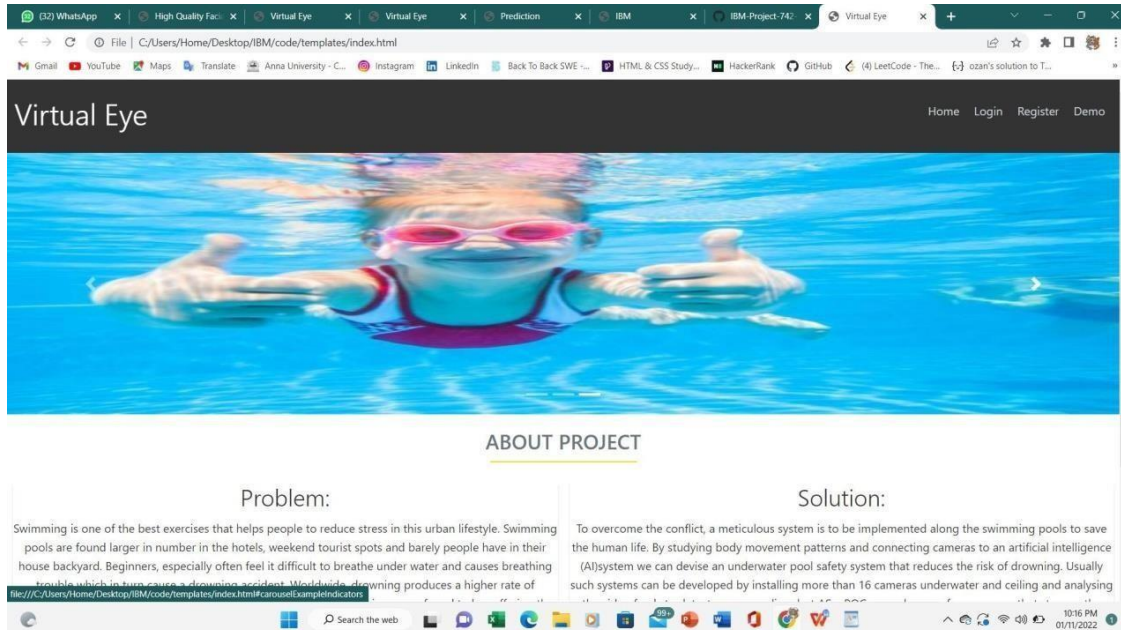 (32) WhatsApp
High Quality Faci
Virtual Eye
Virtual Eye
Prediction
IBM
IBM-Project-742
Virtual Eye
File | C:/Users/Home/Desktop/IBM/code/templates/index.html
Gmail
YouTube
Maps
Translate
Anna University - C...
Instagram
LinkedIn
Back To Back SWE -...
HTML & CSS Study...
HackerRank
GitHub
(4) LeetCode - The...
ozan's solution to T...
Virtual Eye
Home Login Register Demo
ABOUT PROJECT
Problem:
Swimming is one of the best exercises that helps people to reduce stress in this urban lifestyle. Swimming
pools are found larger in number in the hotels, weekend tourist spots and barely people have in their
house backyard. Beginners, especially often feel it difficult to breathe under water and causes breathing
trouble which in turn cause a drowning accident. Worldwide, drowning produces a higher rate of
Solution:
To overcome the conflict, a meticulous system is to be implemented along the swimming pools to save
the human life. By studying body movement patterns and connecting cameras to an artificial intelligence
(AI)system we can devise an underwater pool safety system that reduces the risk of drowning. Usually
such systems can be developed by installing more than 16 cameras underwater and ceiling and analysing
file:///C:/Users/Home/Desktop/IBM/code/templates/index.html#carouselExampleIndicators
Search the web
99+
10:16 PM
01/11/2022